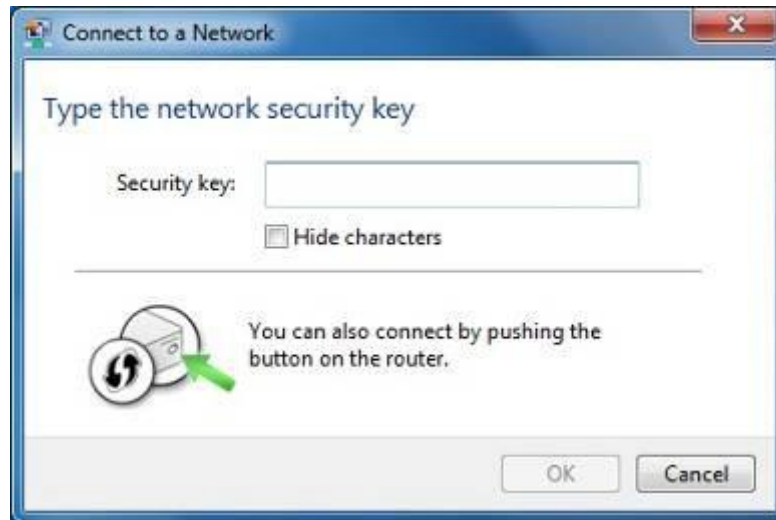 Connect to a Network
Type the network security key
Security key:
Hide characters
You can also connect by pushing the
button on the router.
OK
Cancel